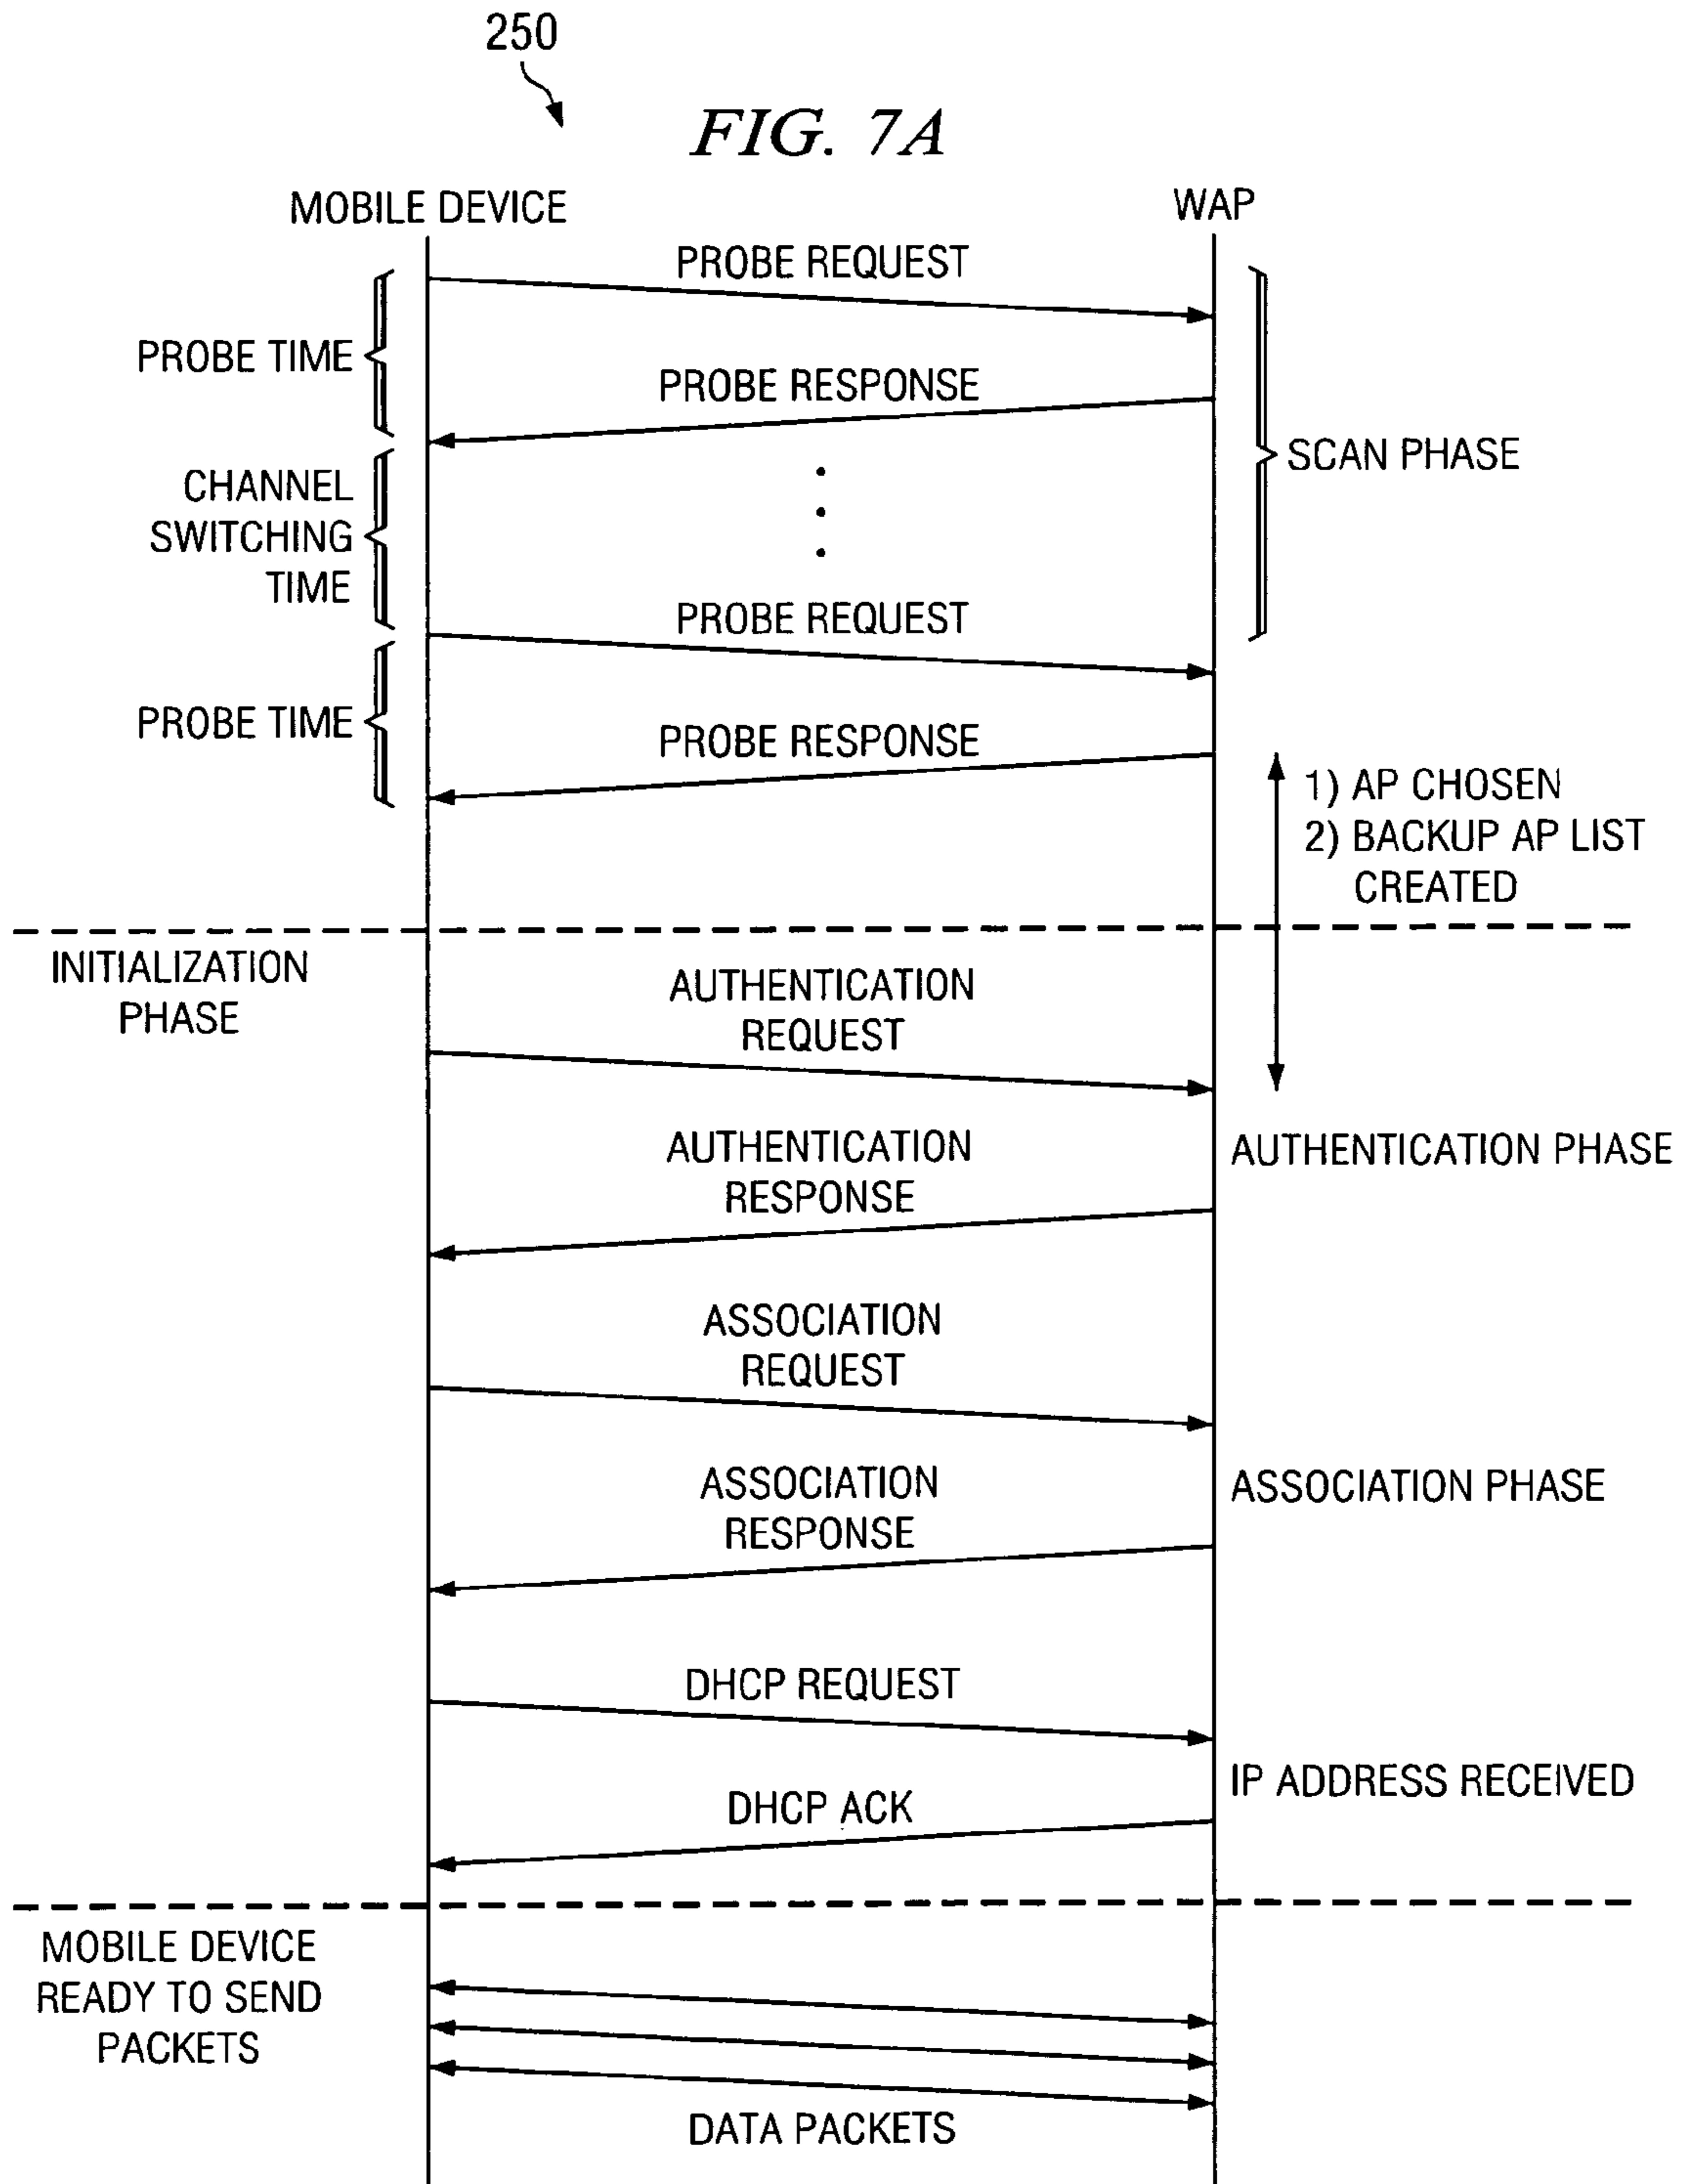 250
FIG. 7A
MOBILE DEVICE
WAP
PROBE REQUEST
PROBE TIME
PROBE RESPONSE
SCAN PHASE
CHANNEL
SWITCHING
TIME
PROBE REQUEST
PROBE TIME
PROBE RESPONSE
1) AP CHOSEN
2) BACKUP AP LIST
CREATED
INITIALIZATION
PHASE
AUTHENTICATION
REQUEST
AUTHENTICATION
RESPONSE
AUTHENTICATION PHASE
ASSOCIATION
REQUEST
ASSOCIATION
RESPONSE
ASSOCIATION PHASE
DHCP REQUEST
IP ADDRESS RECEIVED
DHCP ACK
MOBILE DEVICE
READY TO SEND
PACKETS
DATA PACKETS